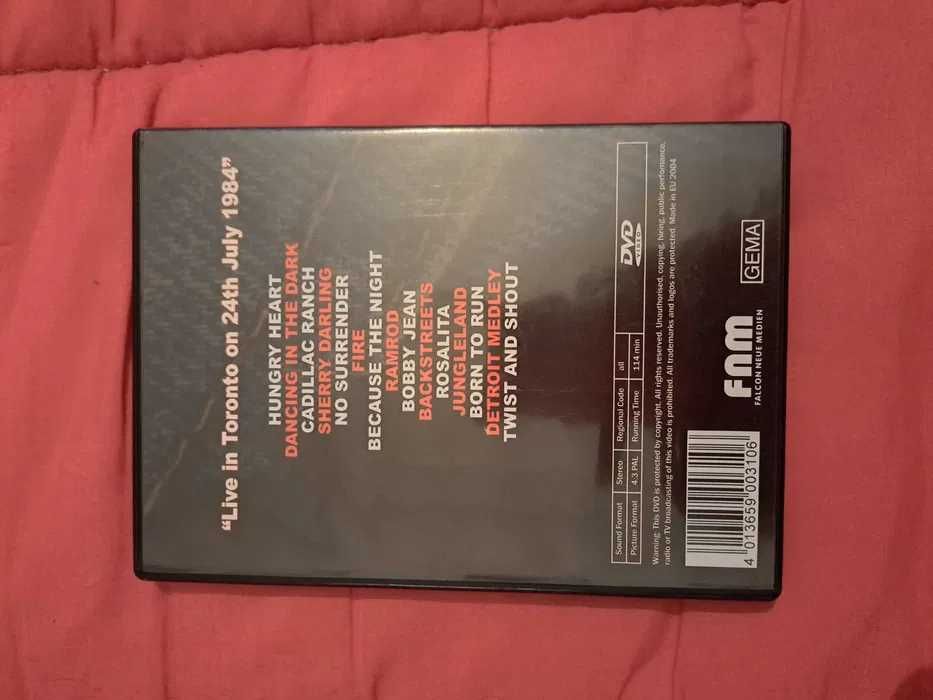 “Live in Toronto on 24th July 1984”
HUNGRY HEART
DANCING IN THE DARK
CADILLAC RANCH
SHERRY DARLING
NO SURRENDER
FIRE
BECAUSE THE NIGHT
RAMROD
BOBBY JEAN
BACKSTREETS
ROSALITA
JUNGLELAND
BORN TO RUN
DETROIT MEDLEY
TWIST AND SHOUT
Sound Format Stereo Regional Code all
Picture Format 4:3 PAL Running Time 114 min
DVD
VIDEO
Warning: This DVD is protected by copyright. All rights reserved. Unauthorised, copying, hiring, public perfomance,
radio or TV broadcasting of this video is prohibited. All trademarks and logos are protected. Made in EU 2004
4 013659 003106
fnm
FALCON NEUE MEDIEN
GEMA